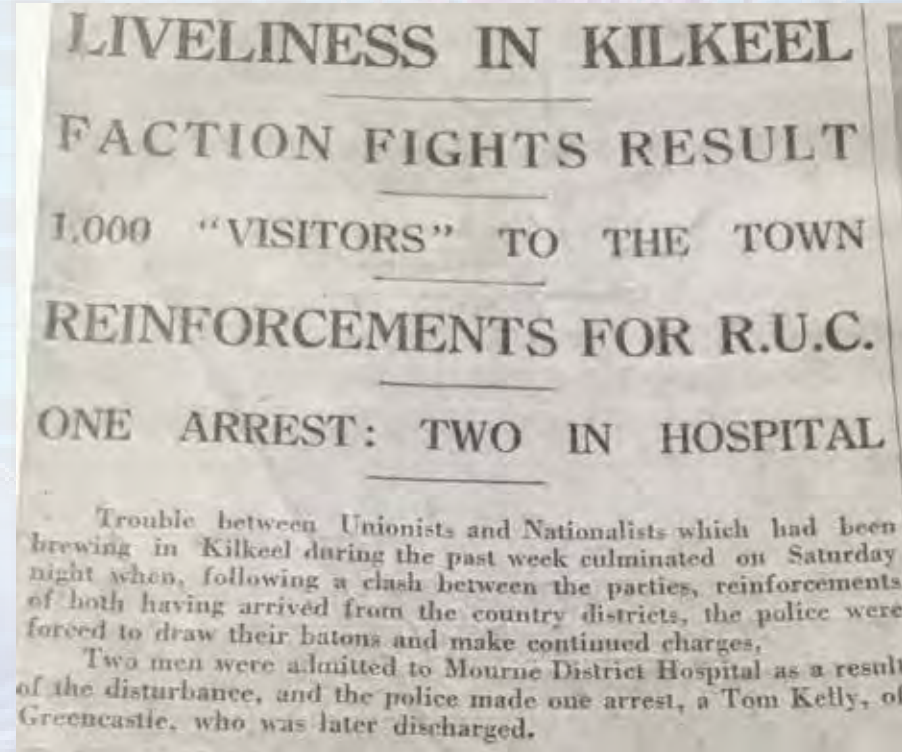 LIVELINESS IN KILKEEL
FACTION FIGHTS RESULT
1,000 "VISITORS" TO THE TOWN
REINFORCEMENTS FOR R.U.C.
ONE ARREST: TWO IN HOSPITAL
Trouble between Unionists and Nationalists which had been
brewing in Kilkeel during the past week culminated on Saturday
night when, following a clash between the parties, reinforcements
of both having arrived from the country districts, the police were
forced to draw their batons and make continued charges.
Two men were admitted to Mourne District Hospital as a result
of the disturbance, and the police made one arrest, a Tom Kelly, of
Greencastle, who was later discharged.